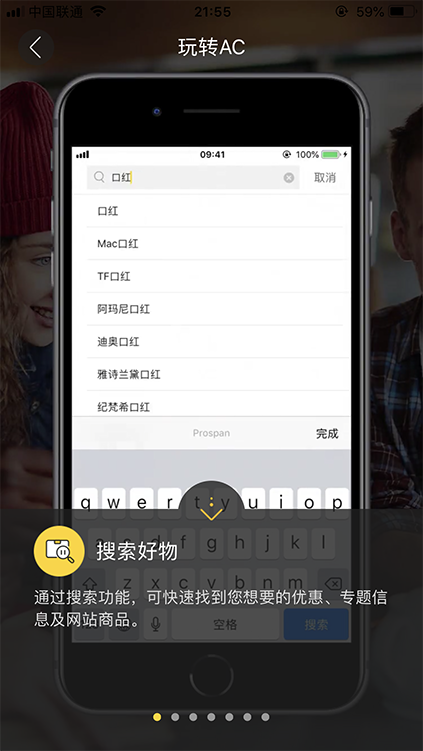 中国联通 21:55 59%
玩转AC
09:41 100%
口红 取消
口红
Mac口红
TF口红
阿玛尼口红
迪奥口红
雅诗兰黛口红
纪梵希口红
Prospan 完成
q w e r t y u i o p
d f g h j k l
搜索好物
z x c v b n m
通过搜索功能，可快速找到您想要的优惠、专题信
息及网站商品。
空格 搜索